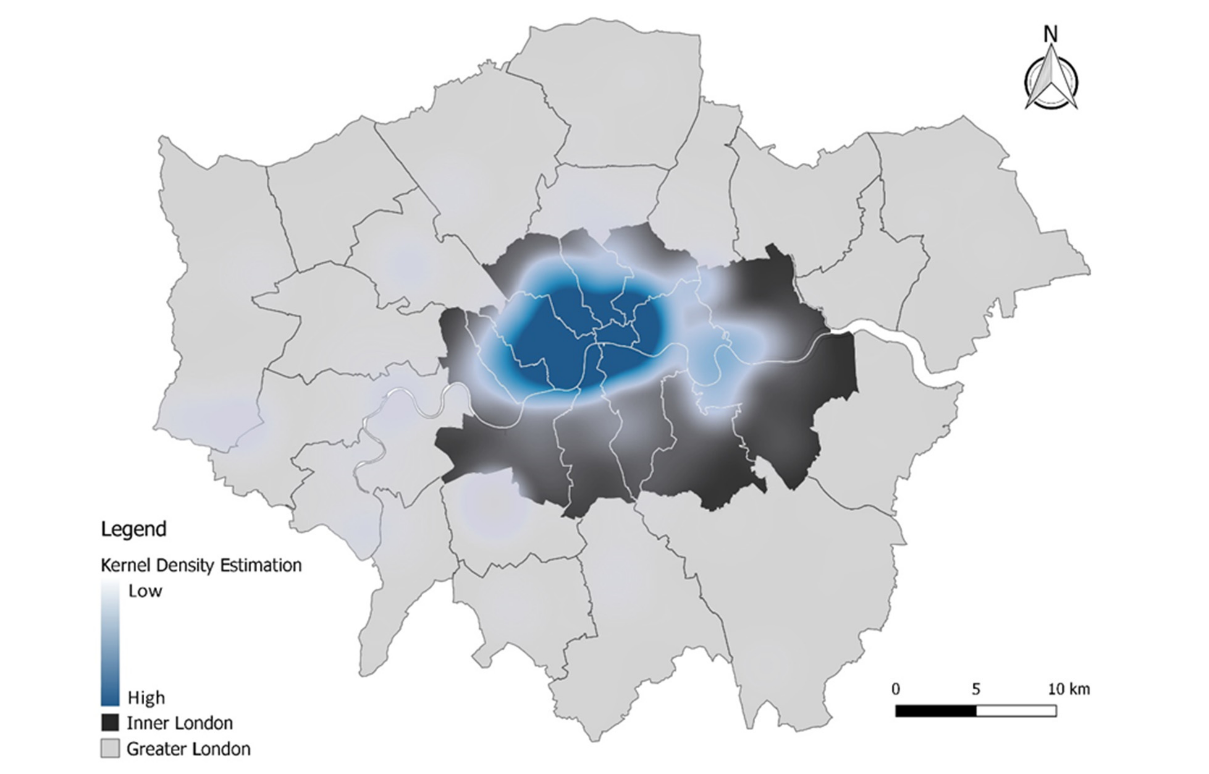 N
Legend
Kernel Density Estimation
Low
High
Inner London
Greater London
0 5 10 km